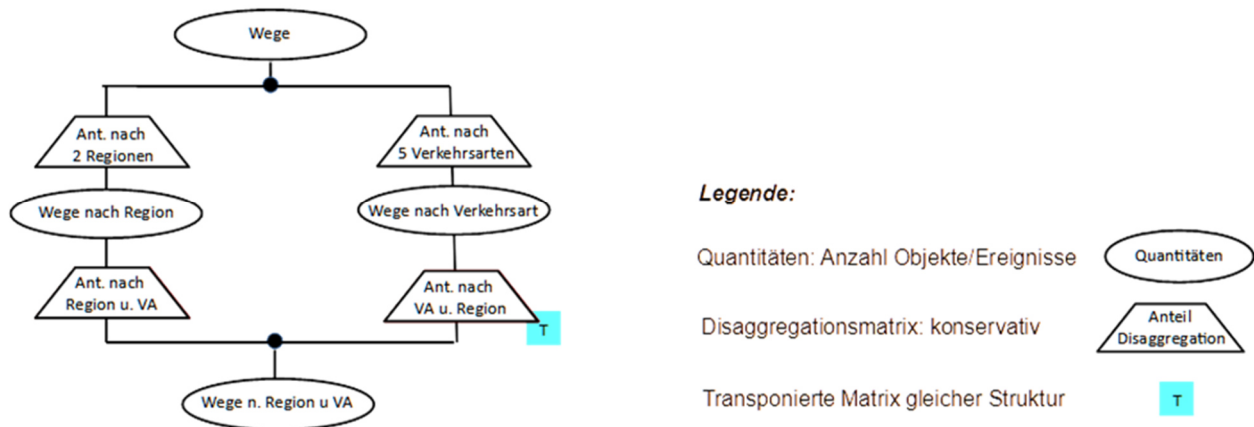 Wege
Ant. nach
2 Regionen
Ant. nach
5 Verkehrsarten
Wege nach Region
Wege nach Verkehrsart
Ant. nach
Region u. VA
Ant. nach
VA u. Region
T
Wege n. Region u VA
Legende:
Quantitäten: Anzahl Objekte/Ereignisse
Quantitäten
Disaggregationsmatrix: konservativ
Anteil
Disaggregation
Transponierte Matrix gleicher Struktur
T